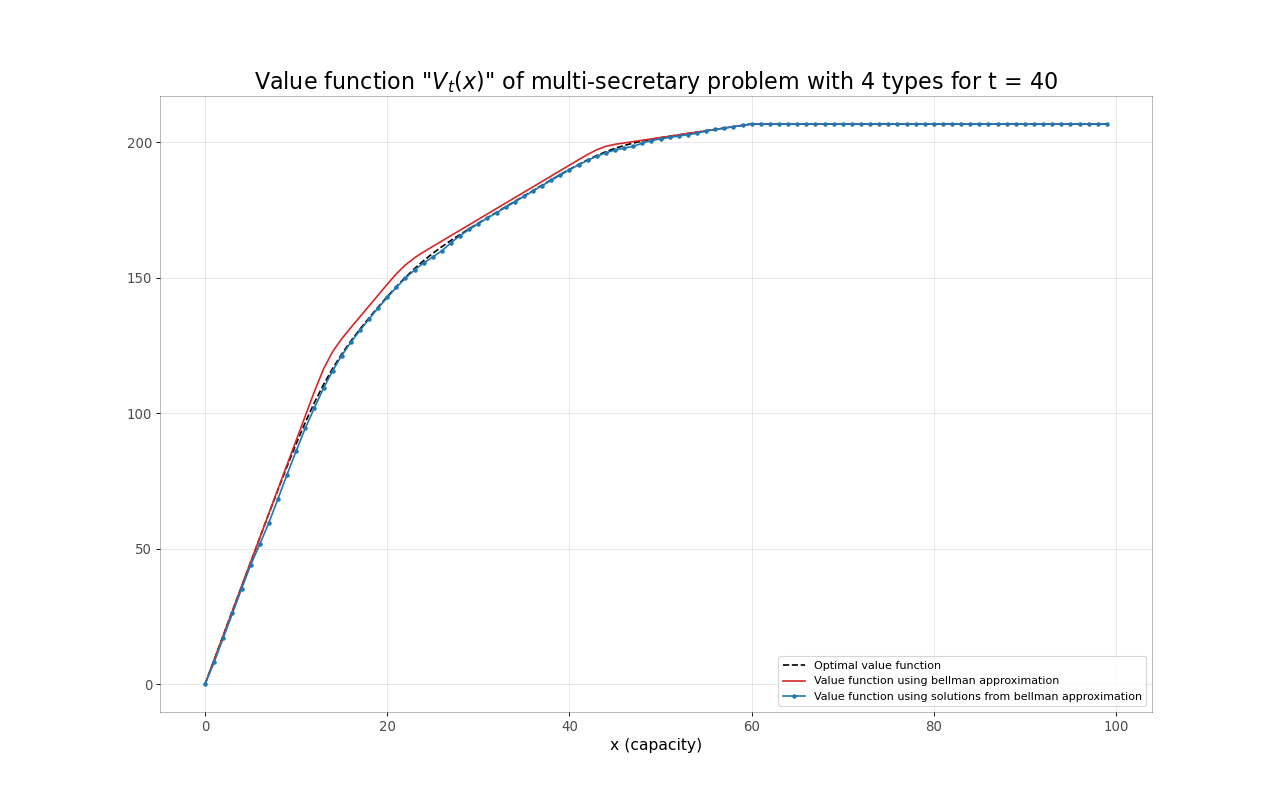 Value function "V_t(x)" of multi-secretary problem with 4 types for t = 40
200
150
100
50
0
0 20 40 60 80 100
x (capacity)
Optimal value function
Value function using bellman approximation
Value function using solutions from bellman approximation